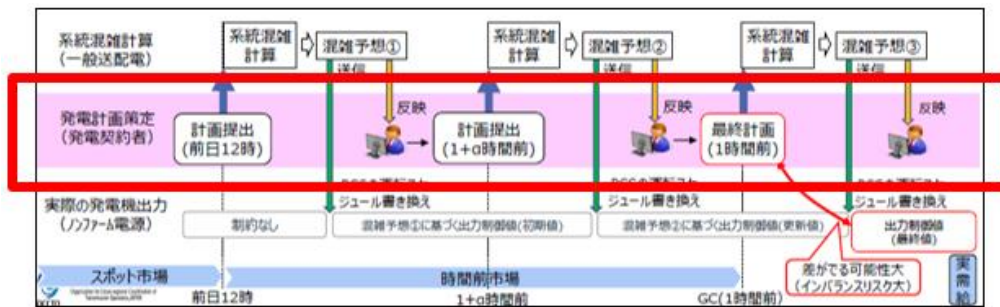 系統混雑計算
(一般送配電)
系統混雑
計算
混雑予想①
系統混雑
計算
混雑予想②
系統混雑
計算
混雑予想③
送信
送信
送信
発電計画策定
(発電契約者)
計画提出
(前日12時)
反映
計画提出
(1+α時間前)
反映
最終計画
(1時間前)
反映
実際の発電機出力
(ノンファーム電源)
ジュール書き換え
ジュール書き換え
ジュール書き換え
制約なし
混雑予想①に基づく出力制御値(初期値)
混雑予想②に基づく出力制御値(更新値)
出力制御値
(最終値)
差がでる可能性大
(インバランスリスク大)
スポット市場
時間前市場
実
需
給
前日12時
1+α時間前
GC(1時間前)